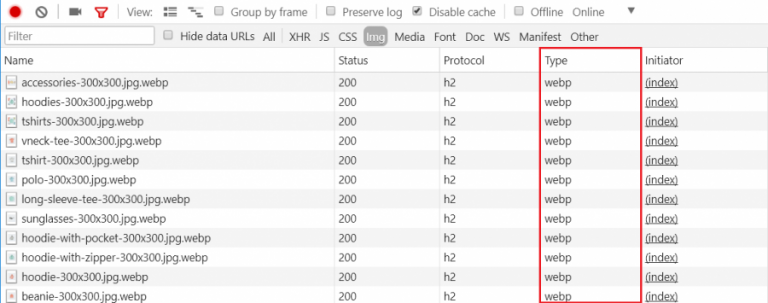 View: Group by frame Preserve log Disable cache Offline Online
Filter Hide data URLs All XHR JS CSS Img Media Font Doc WS Manifest Other
Name Status Protocol Type Initiator
accessories-300x300.jpg.webp 200 h2 webp (index)
hoodies-300x300.jpg.webp 200 h2 webp (index)
tshirts-300x300.jpg.webp 200 h2 webp (index)
vneck-tee-300x300.jpg.webp 200 h2 webp (index)
tshirt-300x300.jpg.webp 200 h2 webp (index)
polo-300x300.jpg.webp 200 h2 webp (index)
long-sleeve-tee-300x300.jpg.webp 200 h2 webp (index)
sunglasses-300x300.jpg.webp 200 h2 webp (index)
hoodie-with-pocket-300x300.jpg.webp 200 h2 webp (index)
hoodie-with-zipper-300x300.jpg.webp 200 h2 webp (index)
hoodie-300x300.jpg.webp 200 h2 webp (index)
beanie-300x300.jpg.webp 200 h2 webp (index)